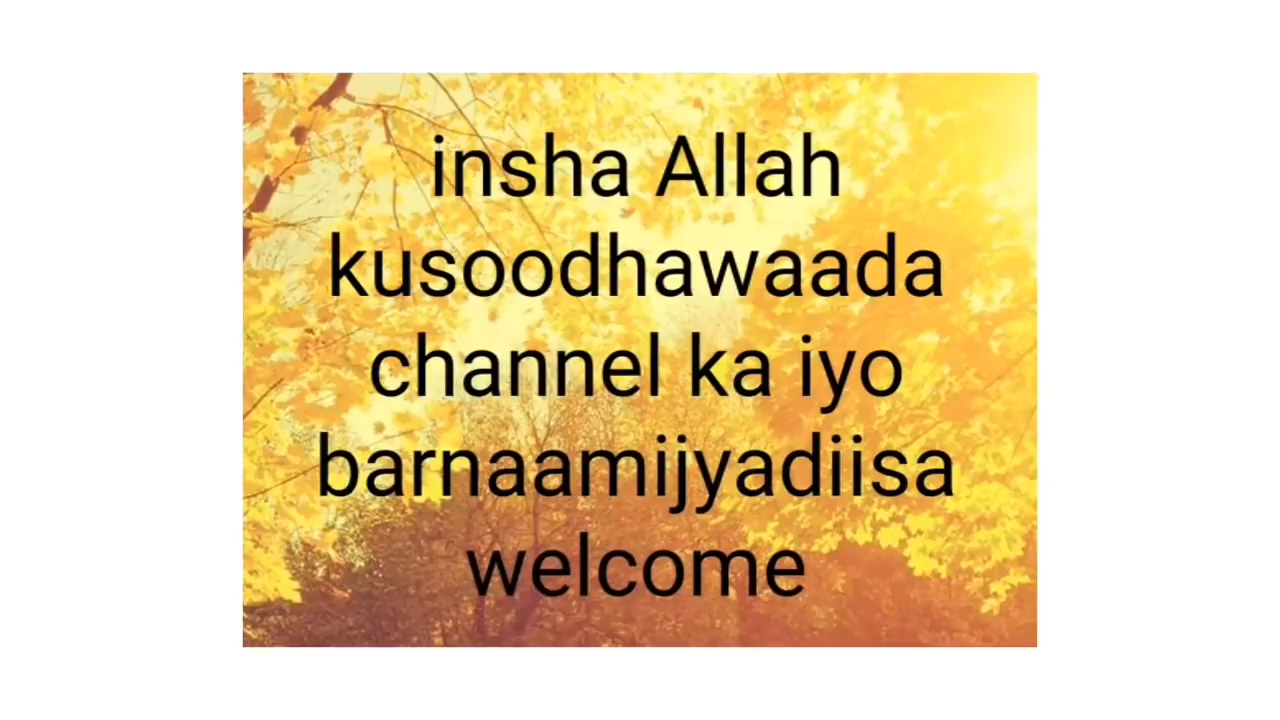 insha Allah
kusoodhawaada
channel ka iyo
barnaamijyadiisa
welcome